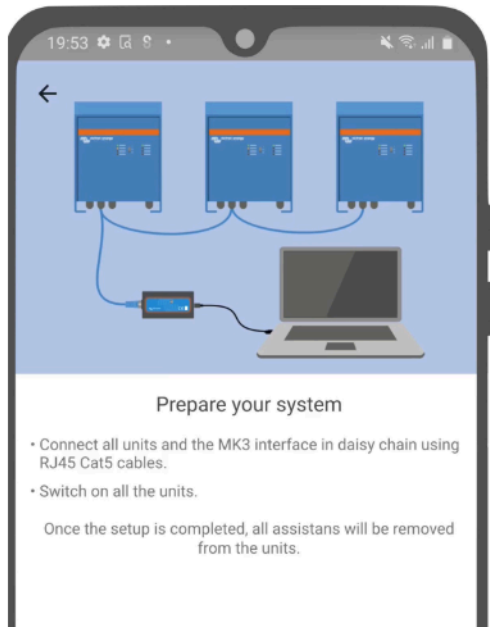 19:53
Prepare your system
• Connect all units and the MK3 interface in daisy chain using
RJ45 Cat5 cables.
• Switch on all the units.
Once the setup is completed, all assistans will be removed
from the units.